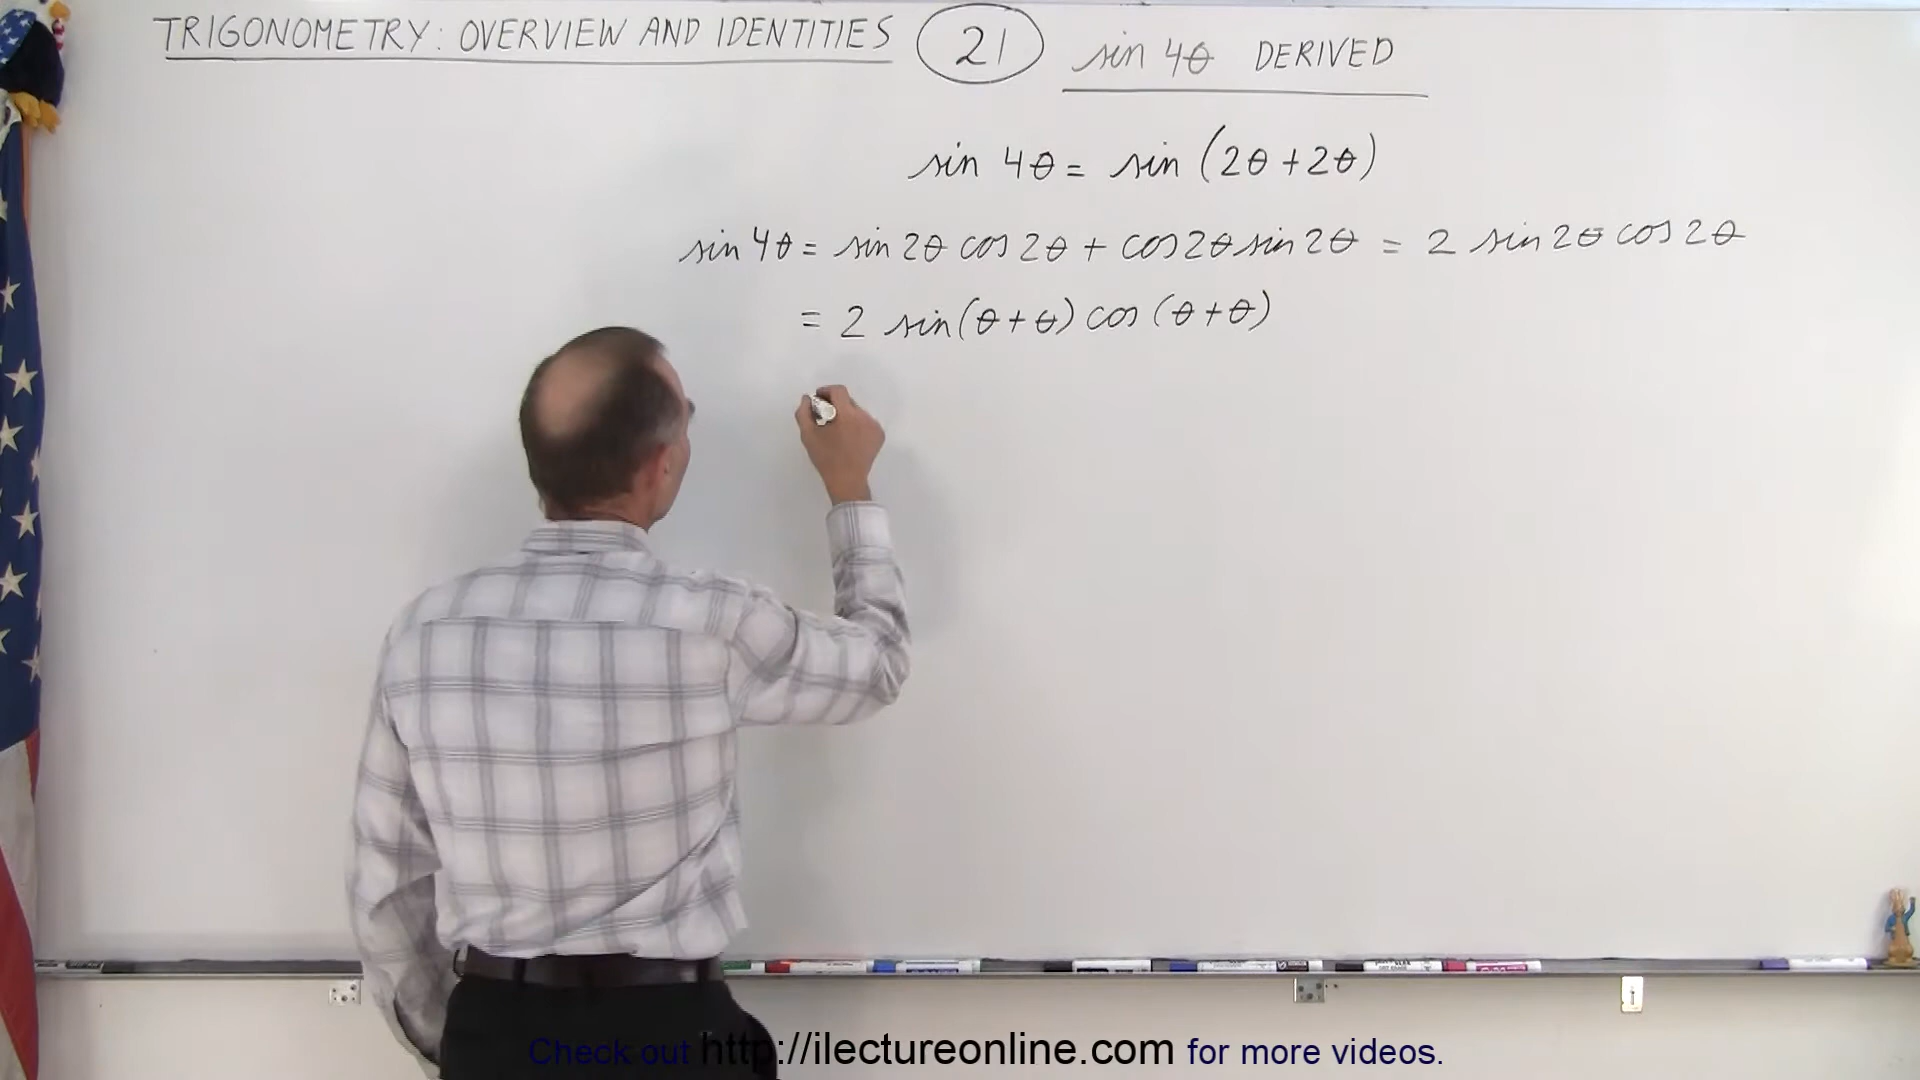 TRIGONOMETRY: OVERVIEW AND IDENTITIES 21 sin 4θ DERIVED
sin 4θ = sin (2θ + 2θ)
sin 4θ = sin 2θ cos 2θ + cos 2θ sin 2θ = 2 sin 2θ cos 2θ
= 2 sin(θ + θ) cos (θ + θ)
Check out http://ilectureonline.com for more videos.